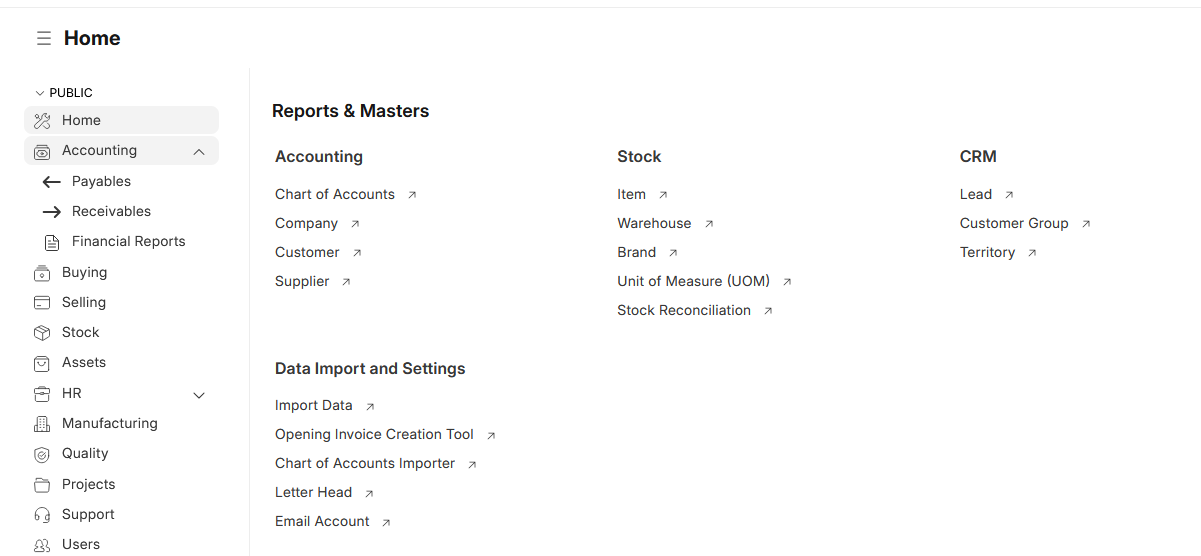 Home
PUBLIC
Home
Accounting
Payables
Receivables
Financial Reports
Buying
Selling
Stock
Assets
HR
Manufacturing
Quality
Projects
Support
Users
Reports & Masters
Accounting
Chart of Accounts
Company
Customer
Supplier
Stock
Item
Warehouse
Brand
Unit of Measure (UOM)
Stock Reconciliation
CRM
Lead
Customer Group
Territory
Data Import and Settings
Import Data
Opening Invoice Creation Tool
Chart of Accounts Importer
Letter Head
Email Account